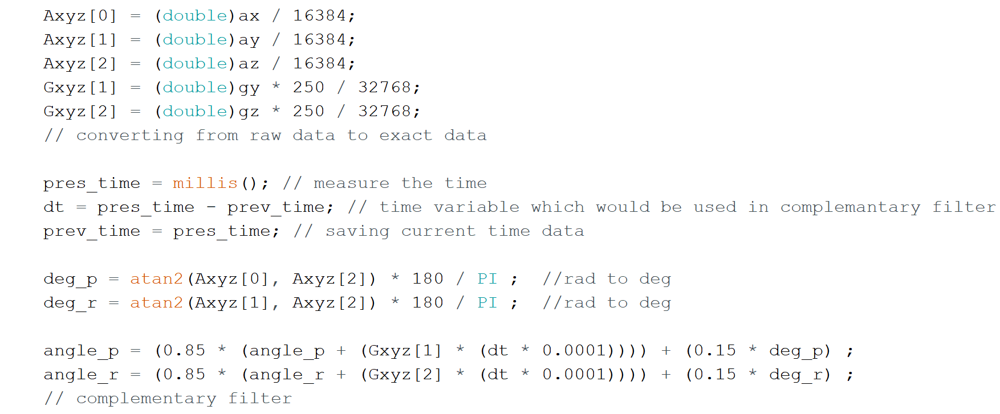 Axyz[0] = (double)ax / 16384;
Axyz[1] = (double)ay / 16384;
Axyz[2] = (double)az / 16384;
Gxyz[1] = (double)gy * 250 / 32768;
Gxyz[2] = (double)gz * 250 / 32768;
// converting from raw data to exact data
pres_time = millis(); // measure the time
dt = pres_time - prev_time; // time variable which would be used in complemantary filter
prev_time = pres_time; // saving current time data
deg_p = atan2(Axyz[0], Axyz[2]) * 180 / PI ;  //rad to deg
deg_r = atan2(Axyz[1], Axyz[2]) * 180 / PI ;  //rad to deg
angle_p = (0.85 * (angle_p + (Gxyz[1] * (dt * 0.0001)))) + (0.15 * deg_p) ;
angle_r = (0.85 * (angle_r + (Gxyz[2] * (dt * 0.0001)))) + (0.15 * deg_r) ;
// complementary filter